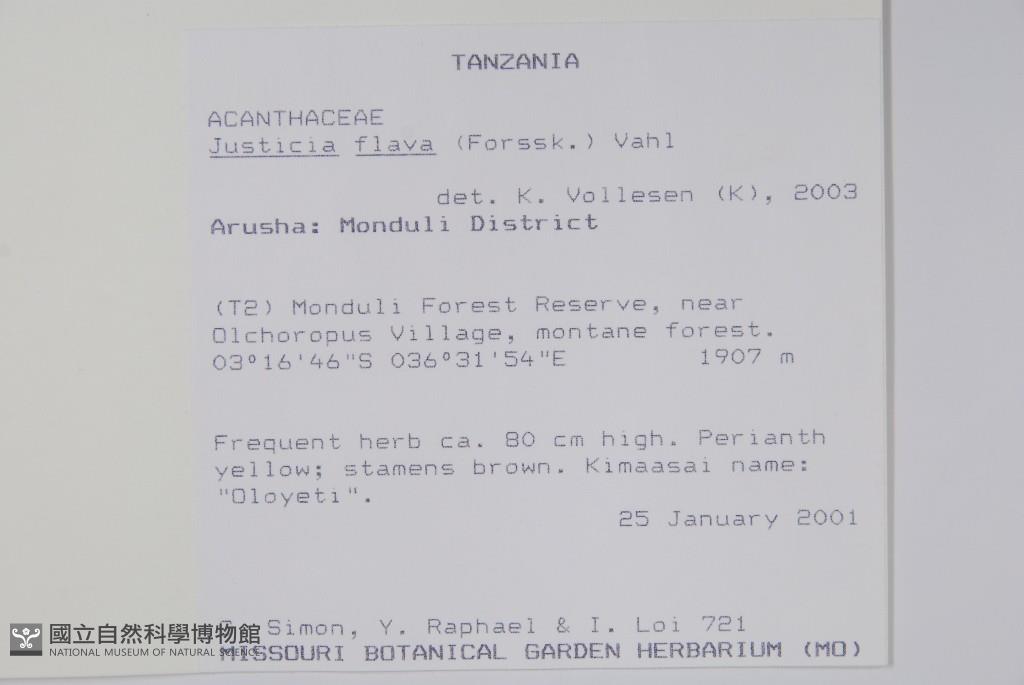 TANZANIA
ACANTHACEAE
Justicia flava (Forssk.) Vahl
det. K. Vollesen (K), 2003
Arusha: Monduli District
(T2) Monduli Forest Reserve, near
Olchoropus Village, montane forest.
03°16'46"S 036°31'54"E 1907 m
Frequent herb ca. 80 cm high. Perianth
yellow; stamens brown. Kimaasai name:
"Oloyeti".
25 January 2001
Simon, Y. Raphael & I. Loi 721
MISSOURI BOTANICAL GARDEN HERBARIUM (MO)
國立自然科學博物館
NATIONAL MUSEUM OF NATURAL SCIENCE